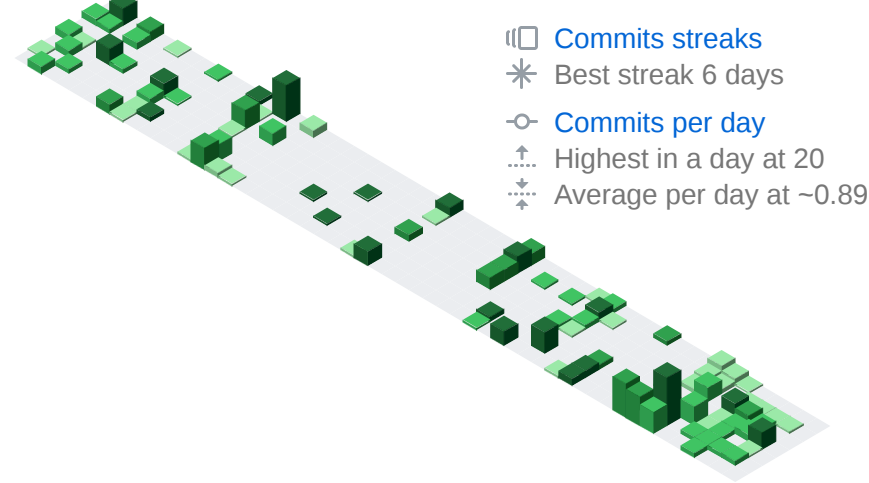 Commits streaks
Best streak 6 days
Commits per day
Highest in a day at 20
Average per day at ~0.89